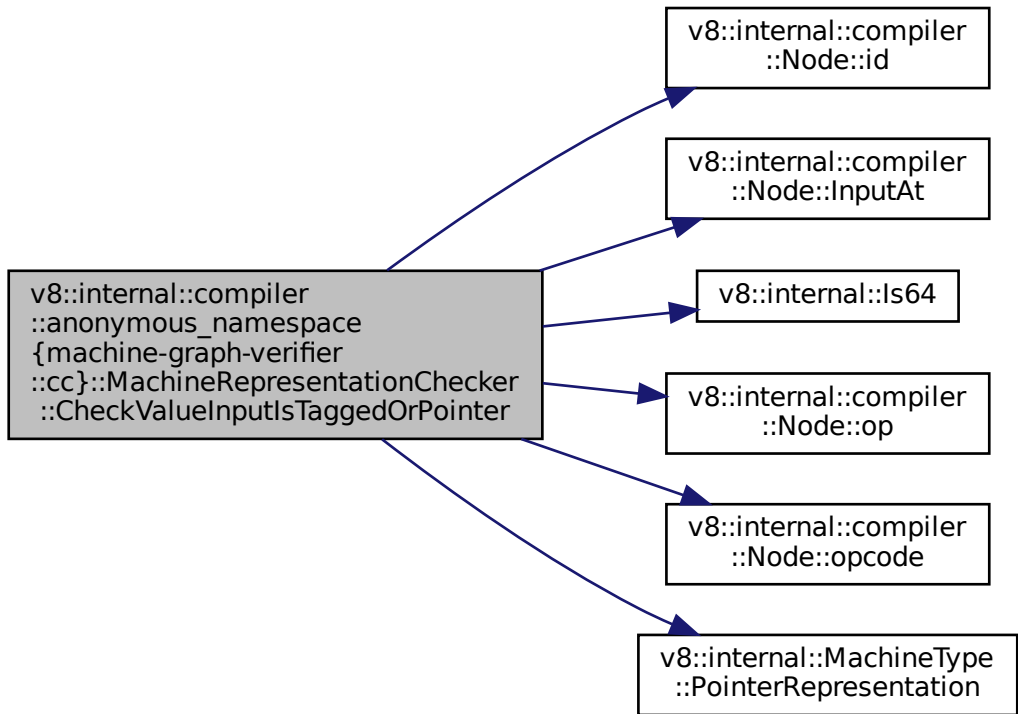 v8::internal::compiler
::Node::id
v8::internal::compiler
::Node::InputAt
v8::internal::compiler
::anonymous_namespace
{machine-graph-verifier
::cc}::MachineRepresentationChecker
::CheckValueInputIsTaggedOrPointer
v8::internal::Is64
v8::internal::compiler
::Node::op
v8::internal::compiler
::Node::opcode
v8::internal::MachineType
::PointerRepresentation